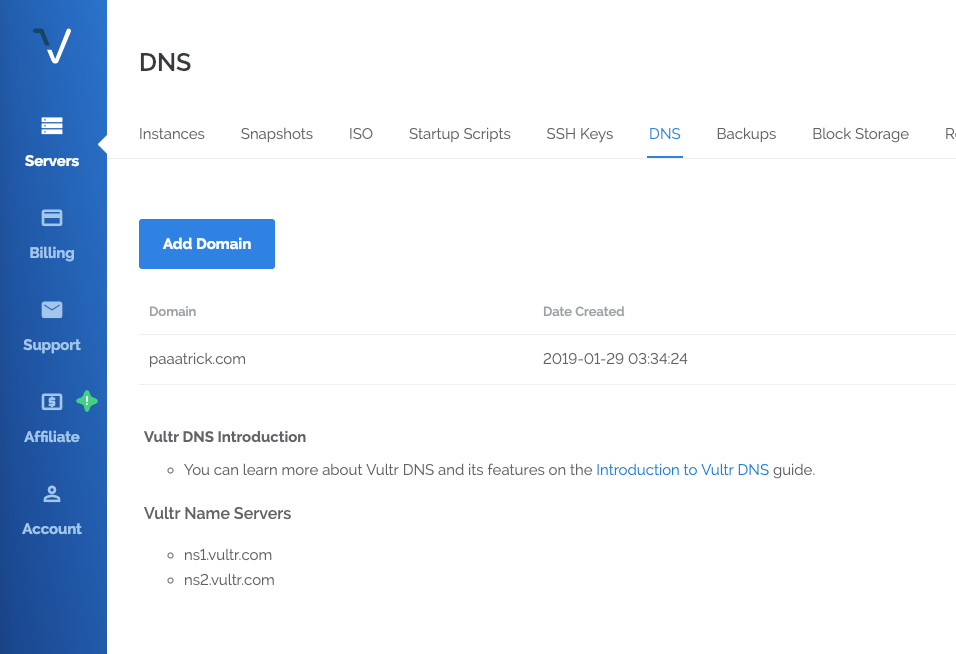 DNS
Instances Snapshots ISO Startup Scripts SSH Keys DNS Backups Block Storage
Servers
Billing
Support
Affiliate
Account
Add Domain
Domain Date Created
paaatrick.com 2019-01-29 03:34:24
Vultr DNS Introduction
You can learn more about Vultr DNS and its features on the Introduction to Vultr DNS guide.
Vultr Name Servers
ns1.vultr.com
ns2.vultr.com